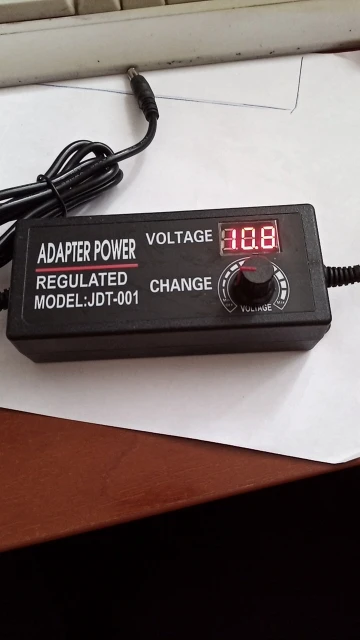 ADAPTER POWER
REGULATED
MODEL:JDT-001
VOLTAGE 10.8
CHANGE
VOLTAGE